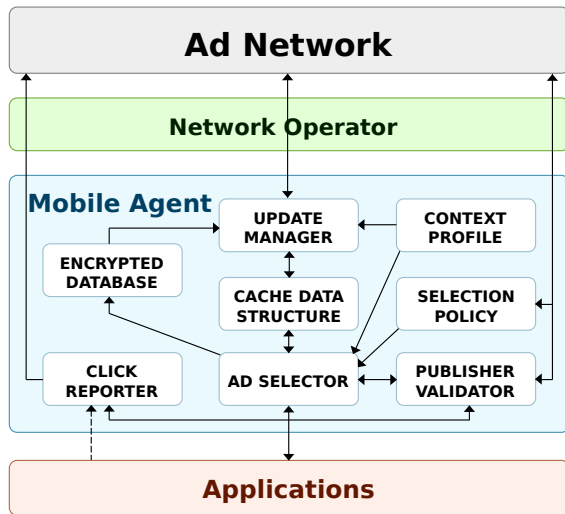 Ad Network
Network Operator
Mobile Agent
UPDATE
MANAGER
CONTEXT
PROFILE
ENCRYPTED
DATABASE
CACHE DATA
STRUCTURE
SELECTION
POLICY
CLICK
REPORTER
AD SELECTOR
PUBLISHER
VALIDATOR
Applications